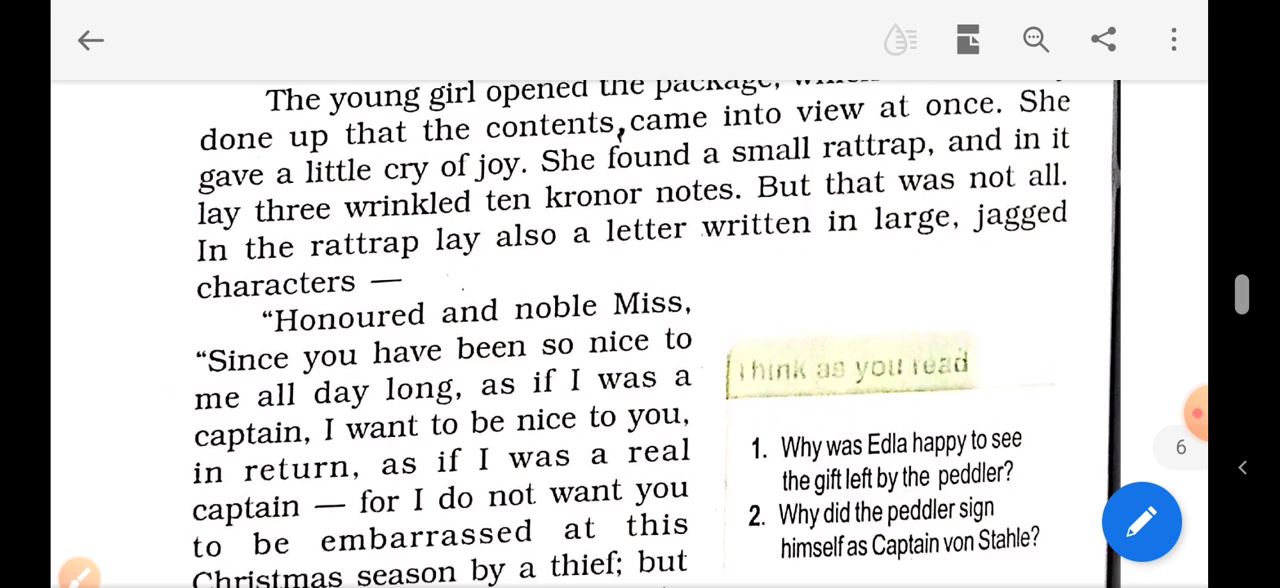 The young girl opened the package,
done up that the contents, came into view at once. She
gave a little cry of joy. She found a small rattrap, and in it
lay three wrinkled ten kronor notes. But that was not all.
In the rattrap lay also a letter written in large, jagged
characters —
“Honoured and noble Miss,
“Since you have been so nice to
me all day long, as if I was a
captain, I want to be nice to you,
in return, as if I was a real
captain — for I do not want you
to be embarrassed at this
Christmas season by a thief; but
Think as you read
1. Why was Edla happy to see
the gift left by the peddler?
2. Why did the peddler sign
himself as Captain von Stahle?
6